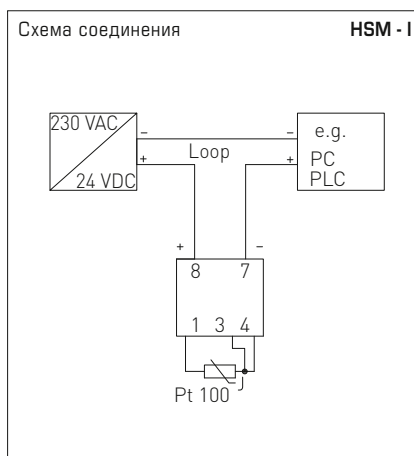 Схема соединения HSM - I
230 VAC
24 VDC
– –
+ +
Loop
e.g.
PC
PLC
+ –
8 7
1 3 4
Pt 100